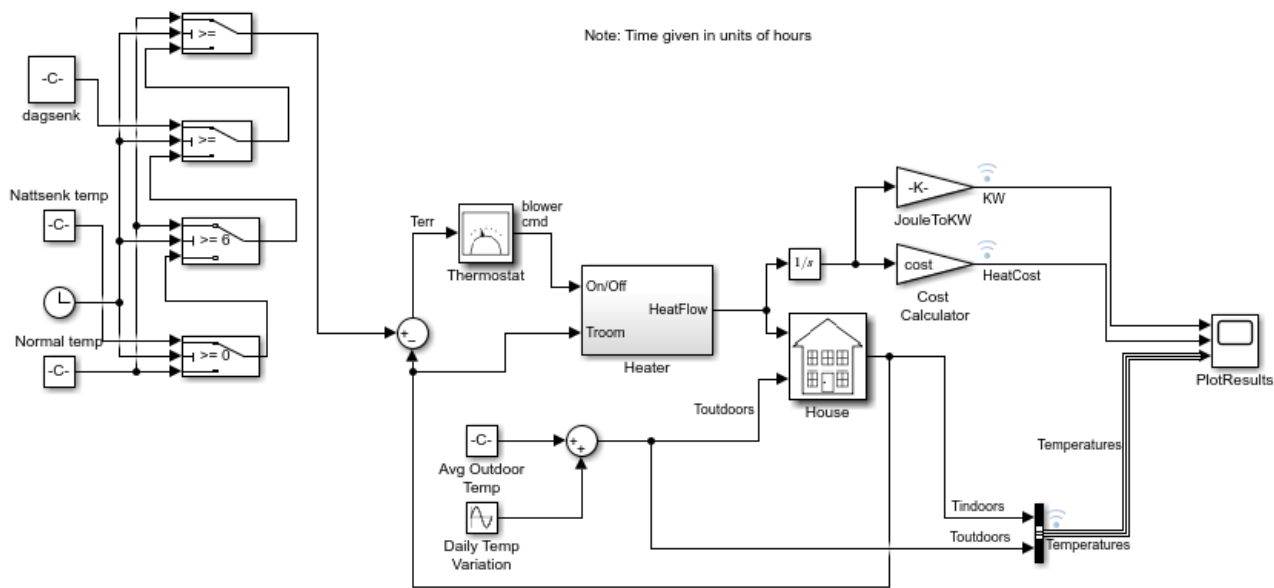 Note: Time given in units of hours
>=
-C-
dagsenk
>=
Nattsenk temp
-C-
>= 6
Normal temp
-C-
>= 0
Terr
blower
cmd
Thermostat
+
-
On/Off
HeatFlow
Troom
Heater
1/s
-K-
KW
JouleToKW
cost
HeatCost
Cost
Calculator
House
Toutdoors
PlotResults
-C-
+
+
Avg Outdoor
Temp
Daily Temp
Variation
Temperatures
Tindoors
Toutdoors
Temperatures